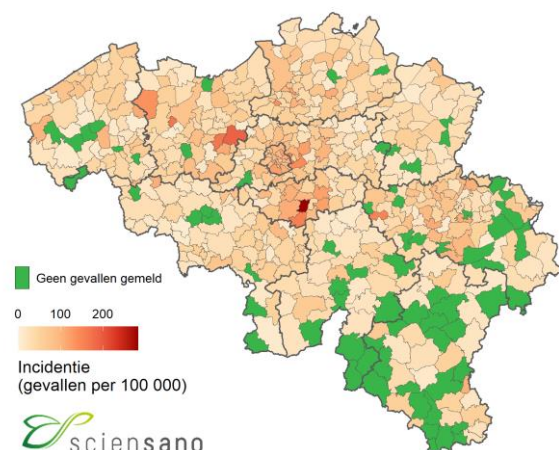 Geen gevallen gemeld
0 100 200
Incidentie
(gevallen per 100 000)
sciensano